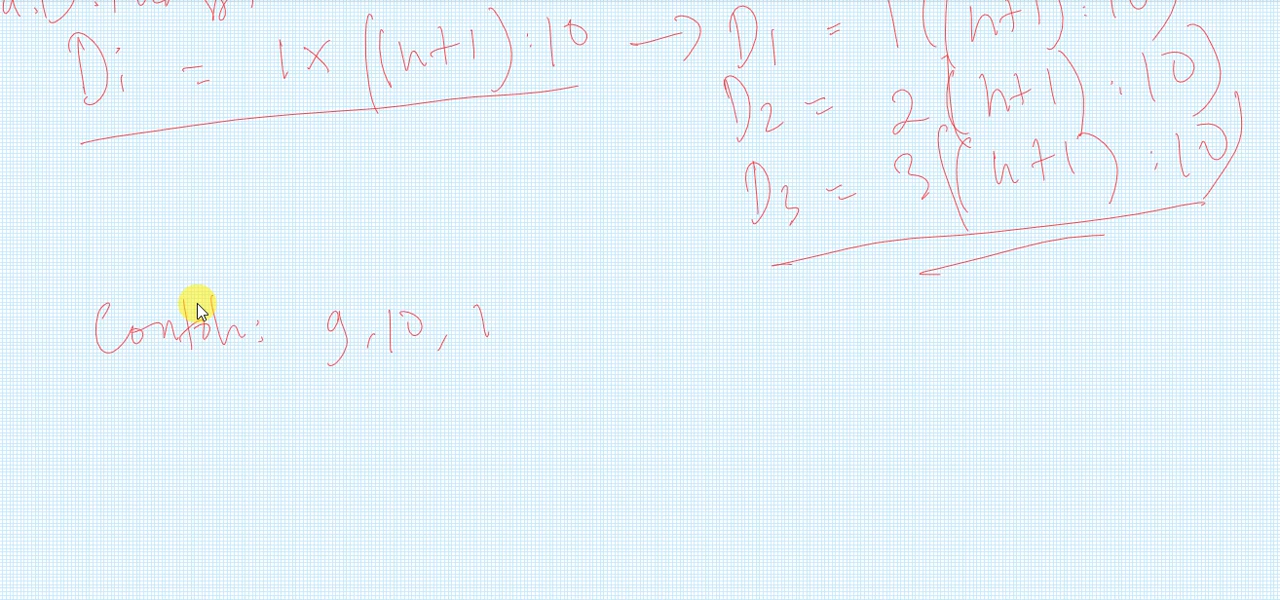 Di = 1 × ((n+1) : 10 → D1 = 1((n+1) : 10)
D2 = 2((n+1) : 10)
D3 = 3((n+1) : 10)
Contoh : 9, 10, 1